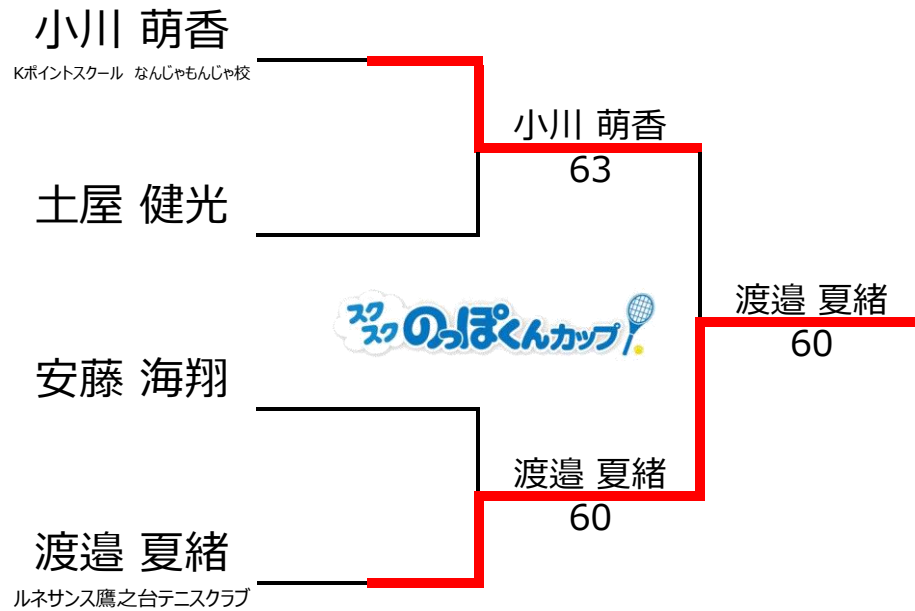 小川 萌香
Kポイントスクール　なんじゃもんじゃ校
小川 萌香
63
土屋 健光
スクスク のっぽくんカップ
渡邉 夏緒
60
安藤 海翔
渡邉 夏緒
60
渡邉 夏緒
ルネサンス鷹之台テニスクラブ